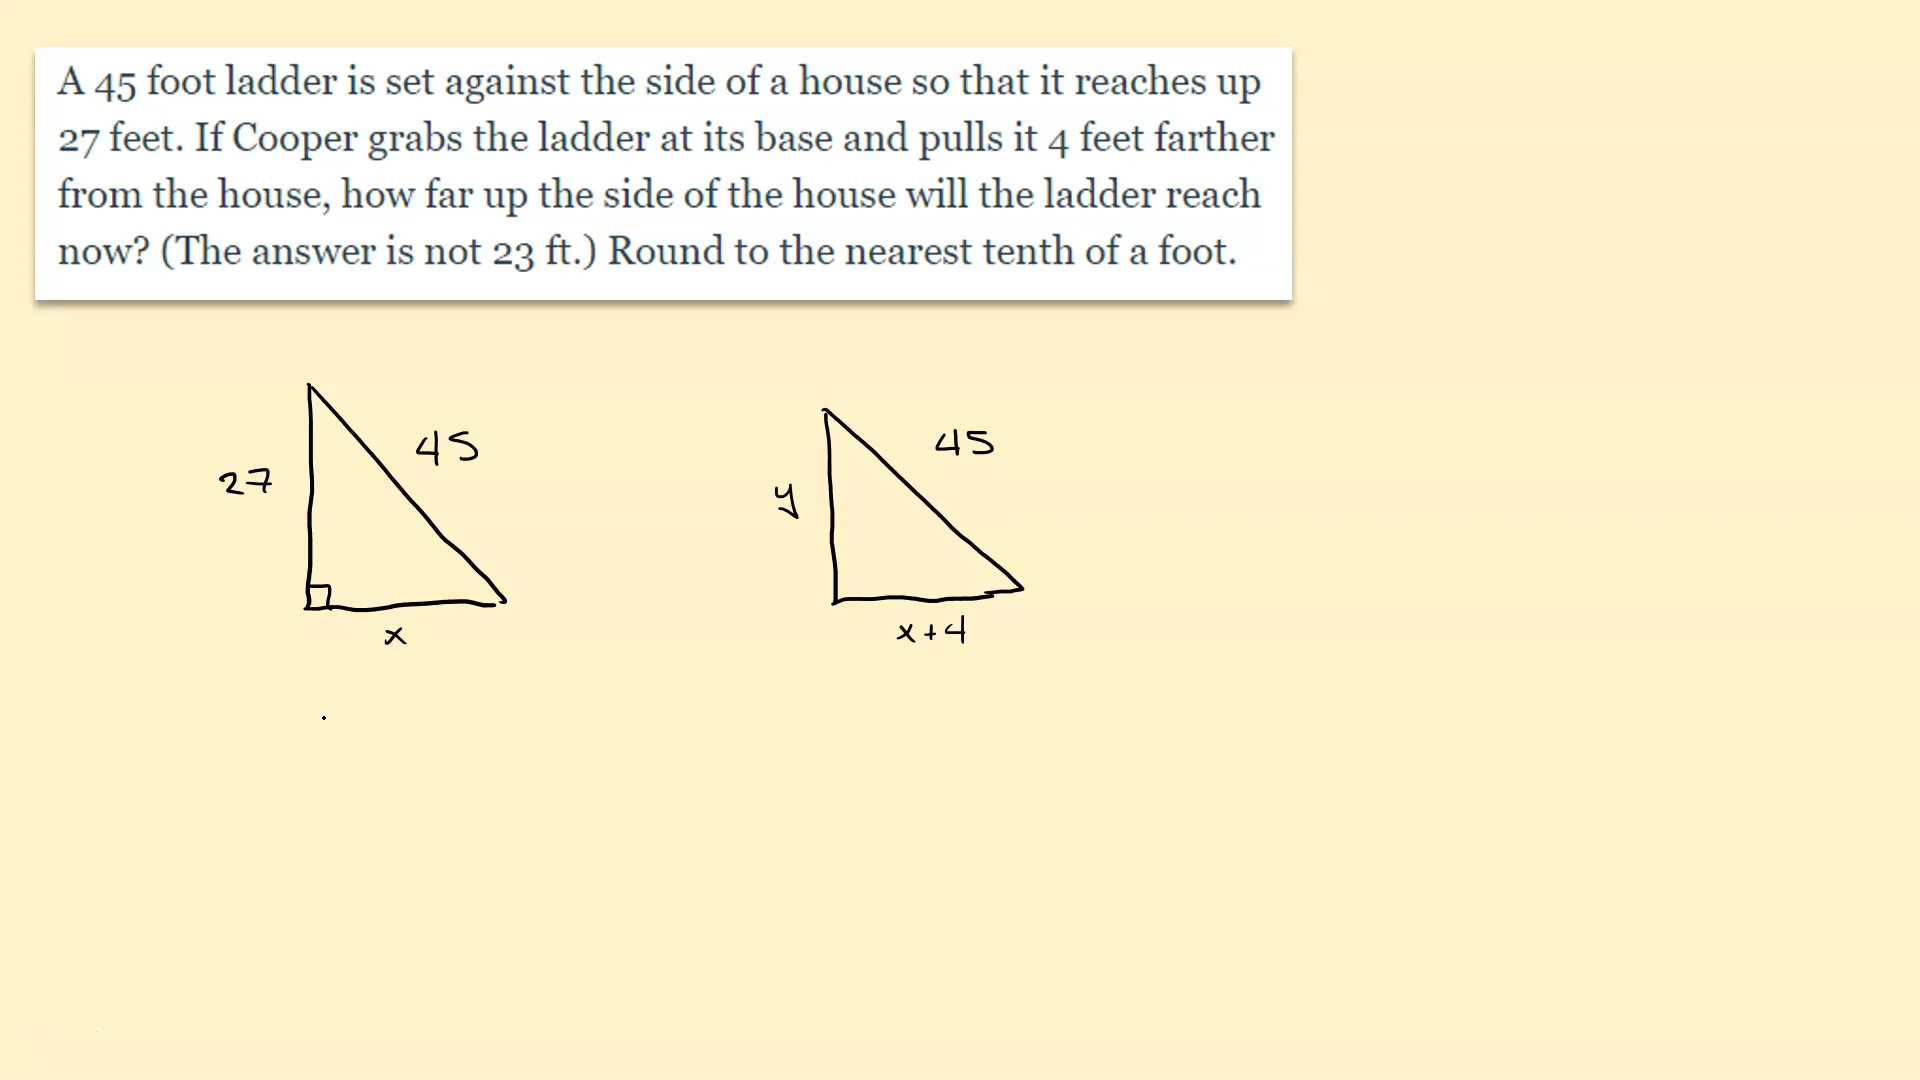 A 45 foot ladder is set against the side of a house so that it reaches up
27 feet. If Cooper grabs the ladder at its base and pulls it 4 feet farther
from the house, how far up the side of the house will the ladder reach
now? (The answer is not 23 ft.) Round to the nearest tenth of a foot.
27
45
x
y
45
x+4